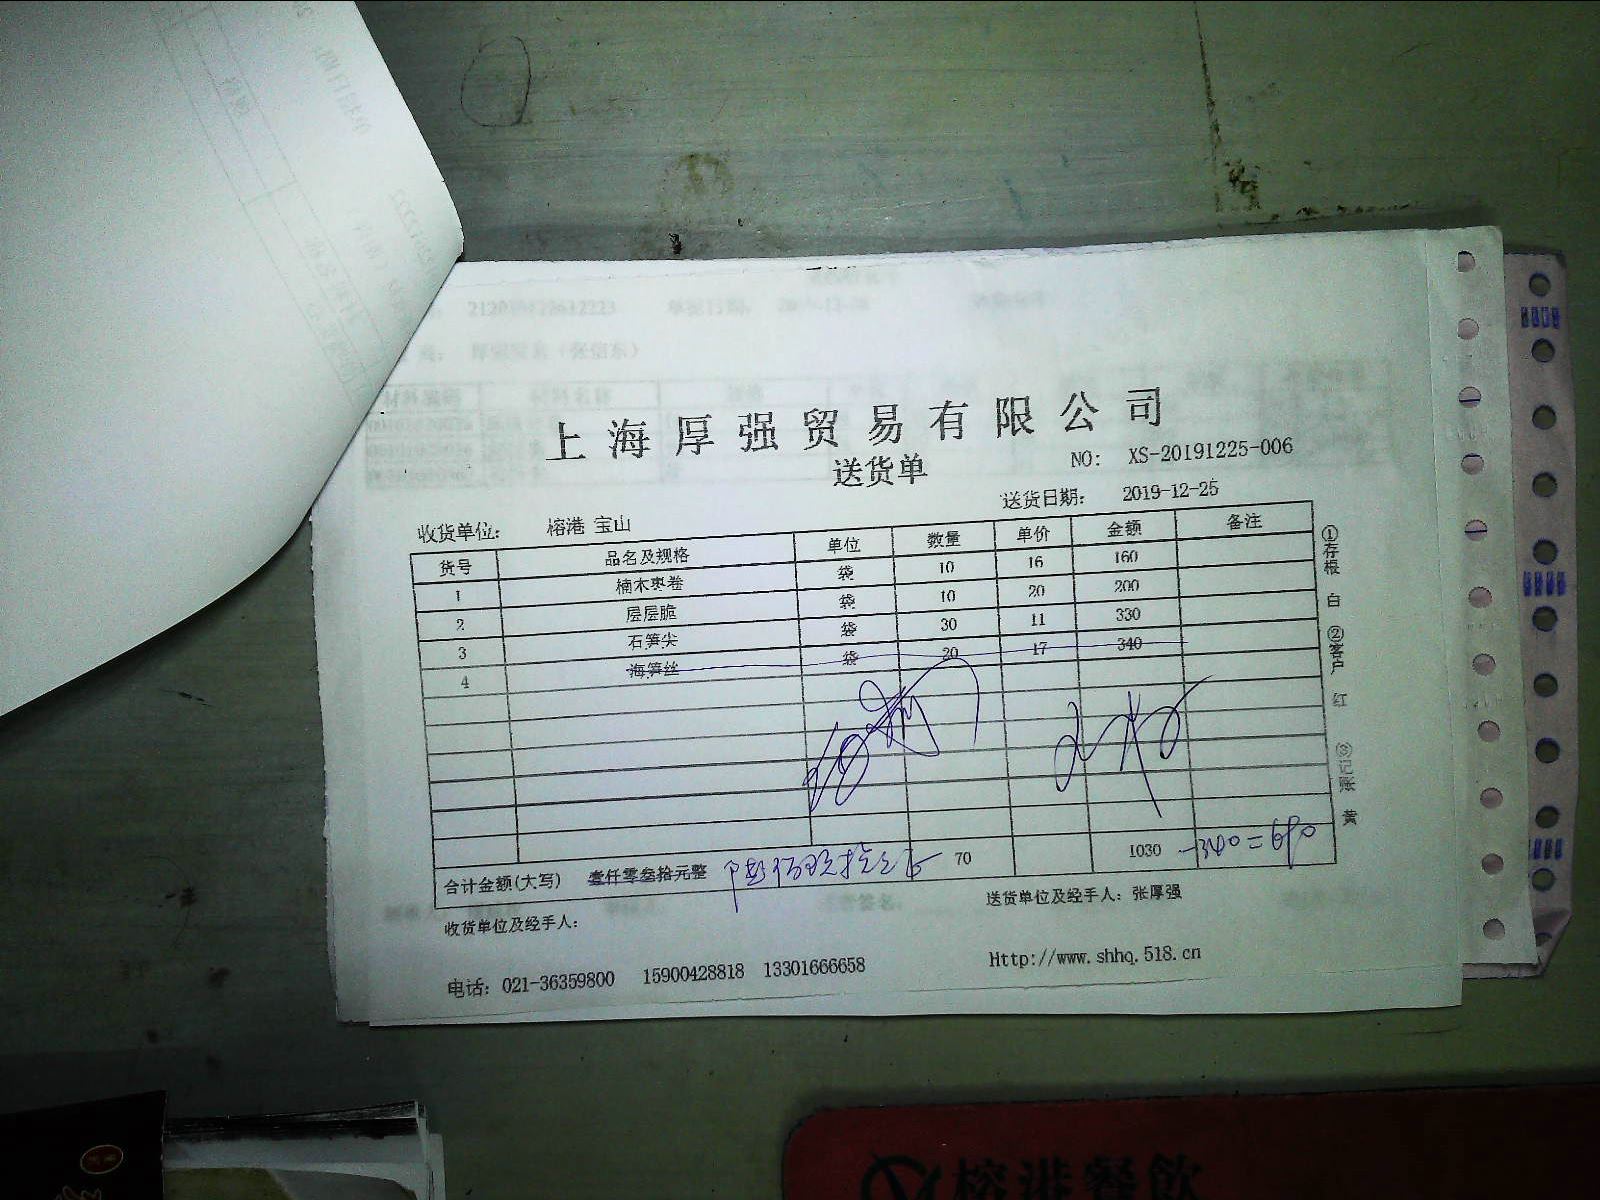 上海厚强贸易有限公司
送货单
NO: XS-20191225-006
送货日期: 2019-12-25
收货单位: 榕港 宝山
货号 品名及规格 单位 数量 单价 金额 备注
1 楠木枣卷 袋 10 16 160
2 层层脆 袋 10 20 200
3 石笋尖 袋 30 11 330
4 海笋丝 袋 20 17 340
合计金额(大写) 壹仟零叁拾元整 70 1030 -340=690
收货单位及经手人:
送货单位及经手人: 张厚强
电话: 021-36359800 15900428818 13301666658
Http://www.shhq.518.cn
①存根 白 ②客户 红 ③记账 黄
榕港餐飲